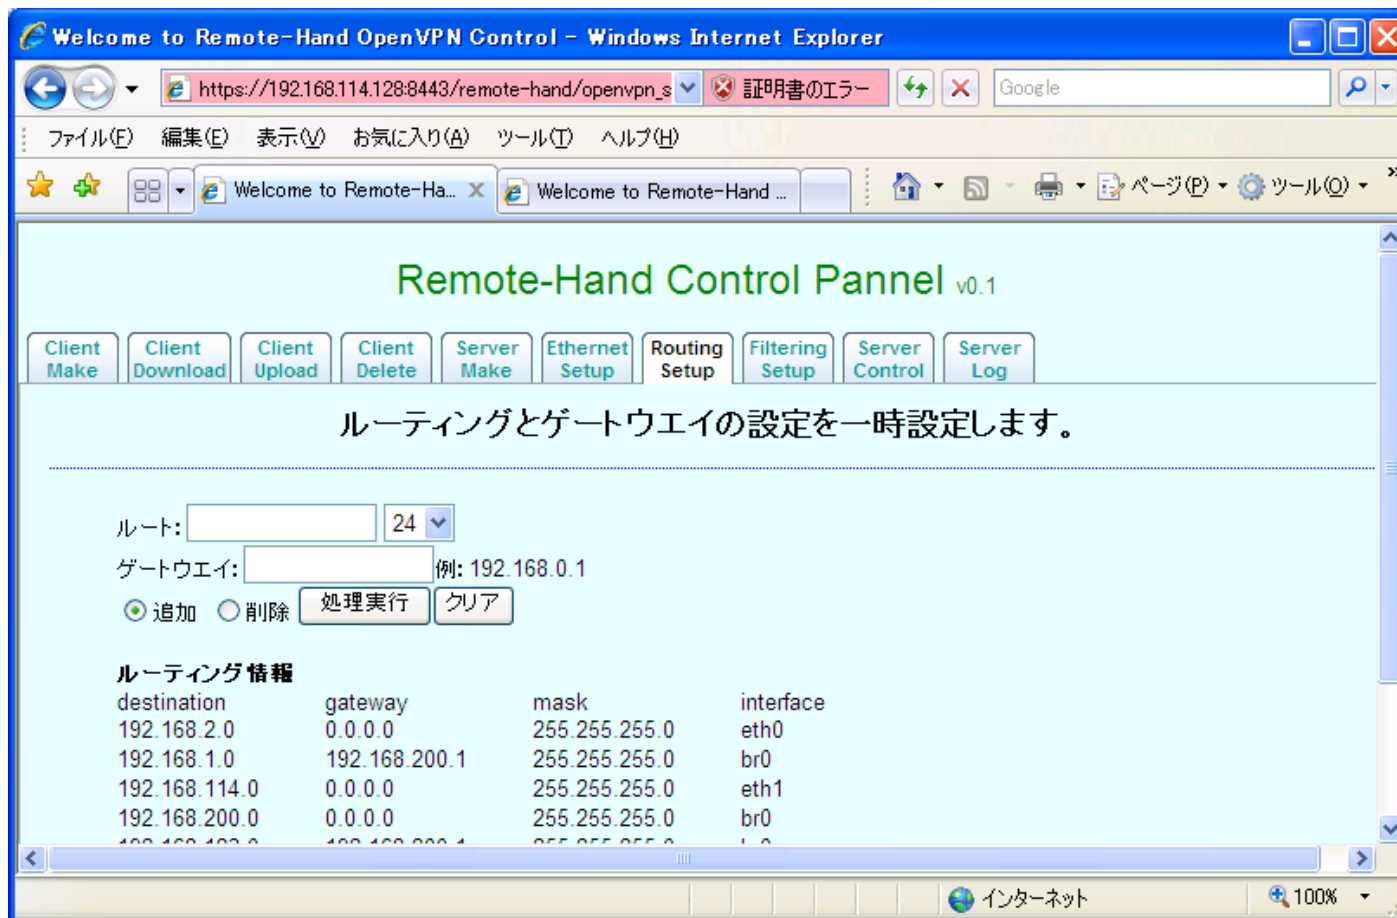 Welcome to Remote-Hand OpenVPN Control - Windows Internet Explorer
https://192.168.114.128:8443/remote-hand/openvpn_s 証明書のエラー Google
ファイル(F) 編集(E) 表示(V) お気に入り(A) ツール(T) ヘルプ(H)
Welcome to Remote-Ha... X Welcome to Remote-Hand ... ページ(P) ツール(O) »
Remote-Hand Control Pannel v0.1
Client Make Client Download Client Upload Client Delete Server Make Ethernet Setup Routing Setup Filtering Setup Server Control Server Log
ルーティングとゲートウエイの設定を一時設定します。
ルート: 24
ゲートウエイ: 例: 192.168.0.1
追加 削除 処理実行 クリア
ルーティング情報
destination gateway mask interface
192.168.2.0 0.0.0.0 255.255.255.0 eth0
192.168.1.0 192.168.200.1 255.255.255.0 br0
192.168.114.0 0.0.0.0 255.255.255.0 eth1
192.168.200.0 0.0.0.0 255.255.255.0 br0
インターネット 100%